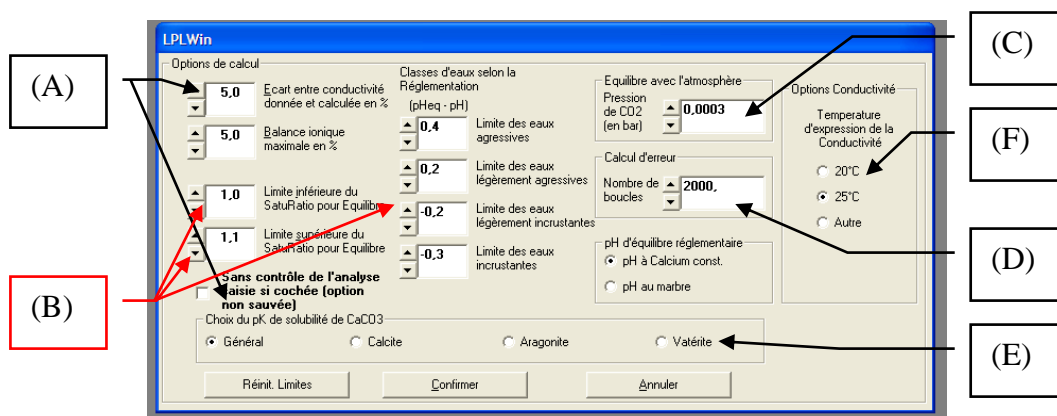 LPLWin
Options de calcul
5,0
Ecart entre conductivité
donnée et calculée en %
5,0
Balance ionique
maximale en %
1,0
Limite inférieure du
SatuRatio pour Equilibre
1,1
Limite supérieure du
SatuRatio pour Equilibre
Sans contrôle de l'analyse
saisie si cochée (option
non sauvée)
Classes d'eaux selon la
Réglementation
(pHeq - pH)
0,4
Limite des eaux
agressives
0,2
Limite des eaux
légèrement agressives
-0,2
Limite des eaux
légèrement incrustantes
-0,3
Limite des eaux
incrustantes
Equilibre avec l'atmosphère
Pression
de CO2
(en bar)
0,0003
Calcul d'erreur
Nombre de
boucles
2000,
pH d'équilibre réglementaire
pH à Calcium const.
pH au marbre
Options Conductivité
Temperature
d'expression de la
Conductivité
20°C
25°C
Autre
Choix du pK de solubilité de CaCO3
Général
Calcite
Aragonite
Vatérite
Réinit. Limites
Confirmer
Annuler
(A)
(B)
(C)
(F)
(D)
(E)